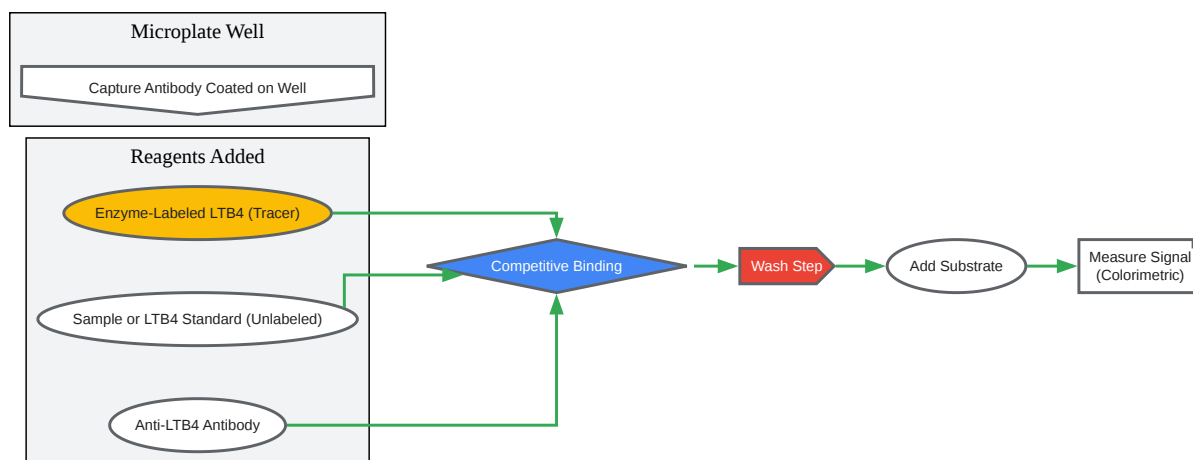 Microplate Well
Capture Antibody Coated on Well
Reagents Added
Enzyme-Labeled LTB4 (Tracer)
Sample or LTB4 Standard (Unlabeled)
Anti-LTB4 Antibody
Competitive Binding
Wash Step
Add Substrate
Measure Signal
(Colorimetric)